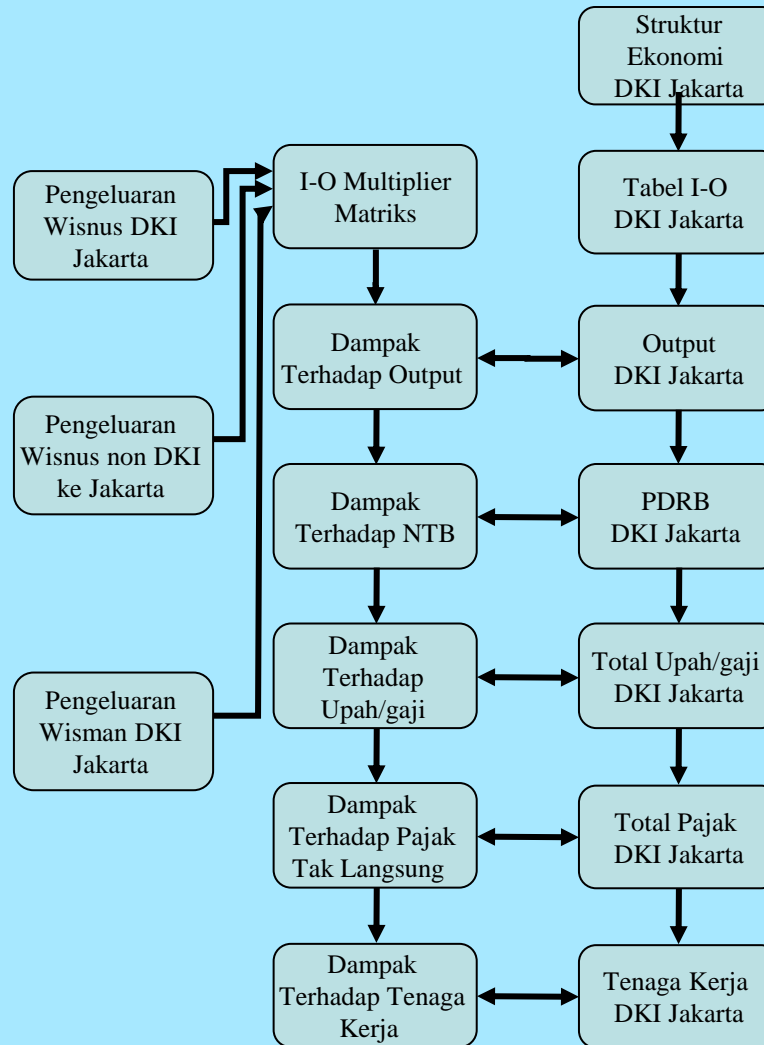 Struktur
Ekonomi
DKI Jakarta
Pengeluaran
Wisnus DKI
Jakarta
I-O Multiplier
Matriks
Tabel I-O
DKI Jakarta
Dampak
Terhadap Output
Output
DKI Jakarta
Pengeluaran
Wisnus non DKI
ke Jakarta
Dampak
Terhadap NTB
PDRB
DKI Jakarta
Dampak
Terhadap
Upah/gaji
Total Upah/gaji
DKI Jakarta
Pengeluaran
Wisman DKI
Jakarta
Dampak
Terhadap Pajak
Tak Langsung
Total Pajak
DKI Jakarta
Dampak
Terhadap Tenaga
Kerja
Tenaga Kerja
DKI Jakarta